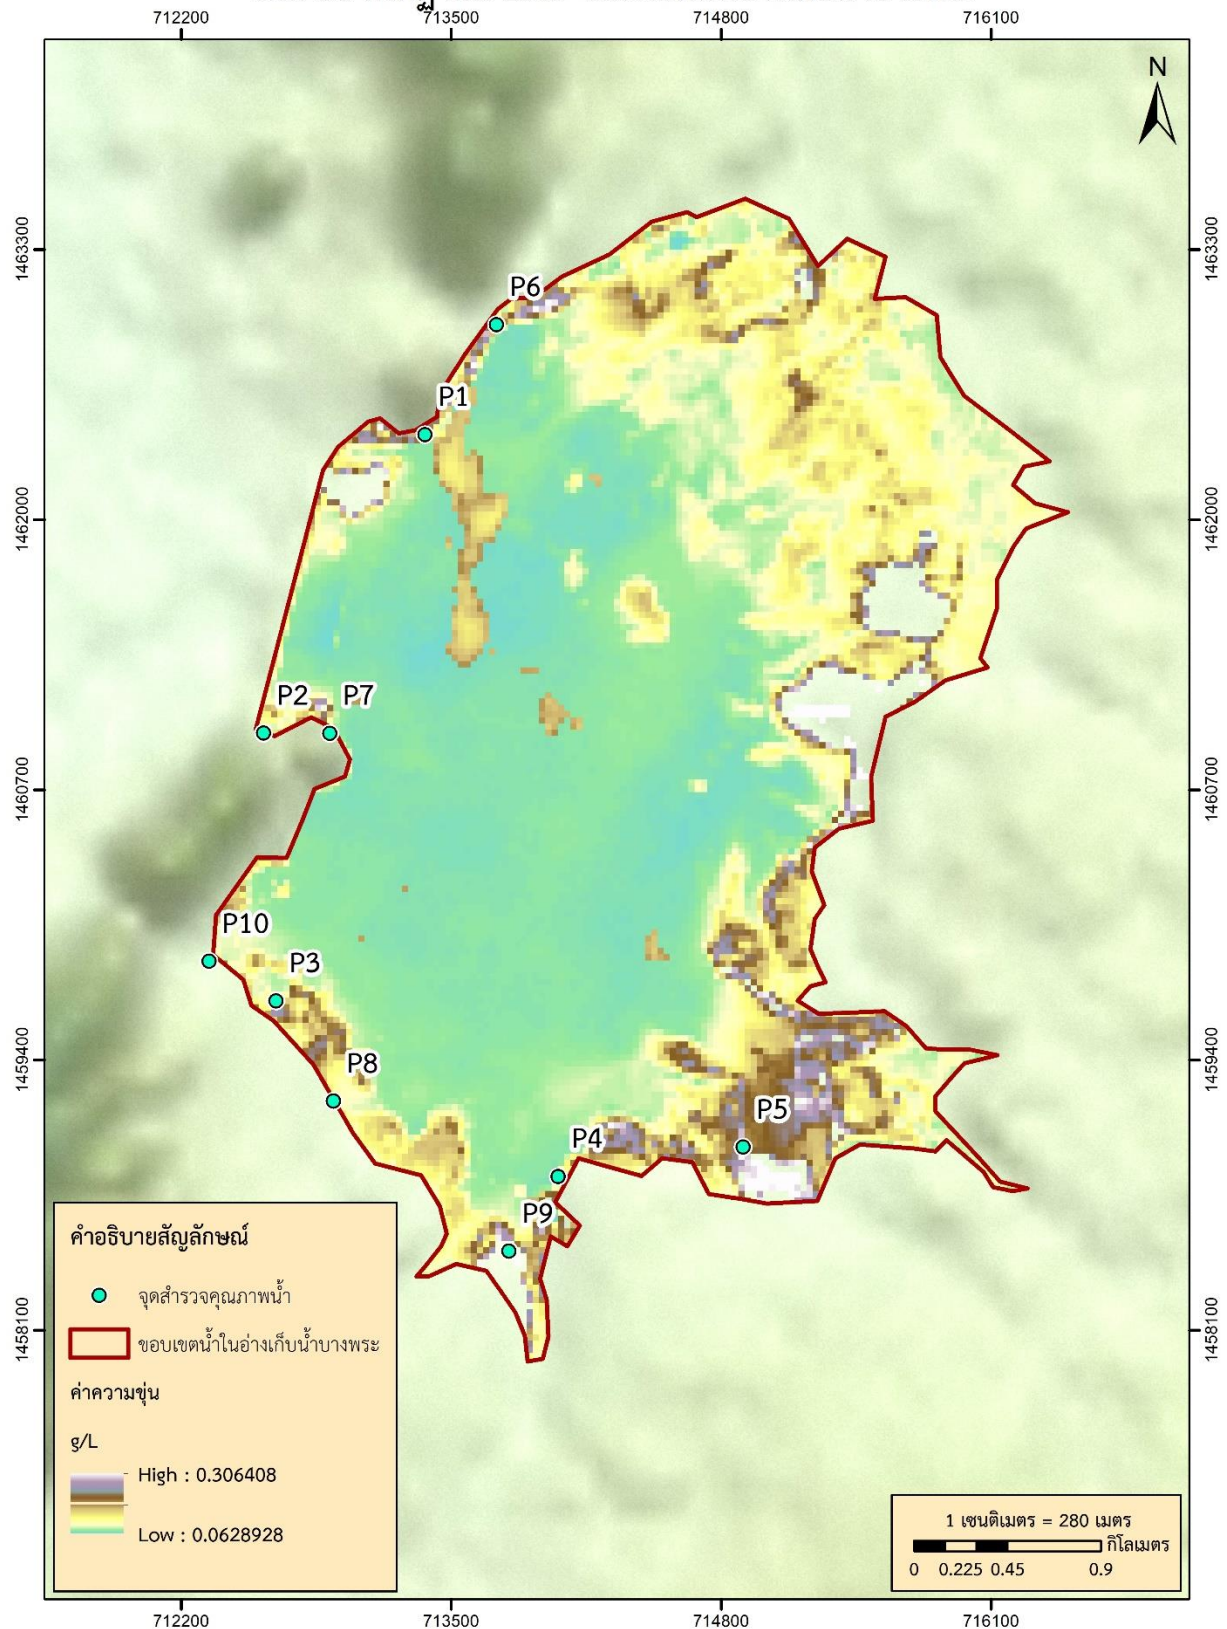 712200 713500 714800 716100
N
1463300 1463300
P6
P1
1462000 1462000
P2 P7
1460700 1460700
P10
P3
1459400 1459400
P8
P5
P4
P9
คำอธิบายสัญลักษณ์
จุดสำรวจคุณภาพน้ำ
ขอบเขตน้ำในอ่างเก็บน้ำบางพระ
1458100 1458100
ค่าความขุ่น
g/L
High : 0.306408
Low : 0.0628928
1 เซนติเมตร = 280 เมตร
กิโลเมตร
0 0.225 0.45 0.9
712200 713500 714800 716100